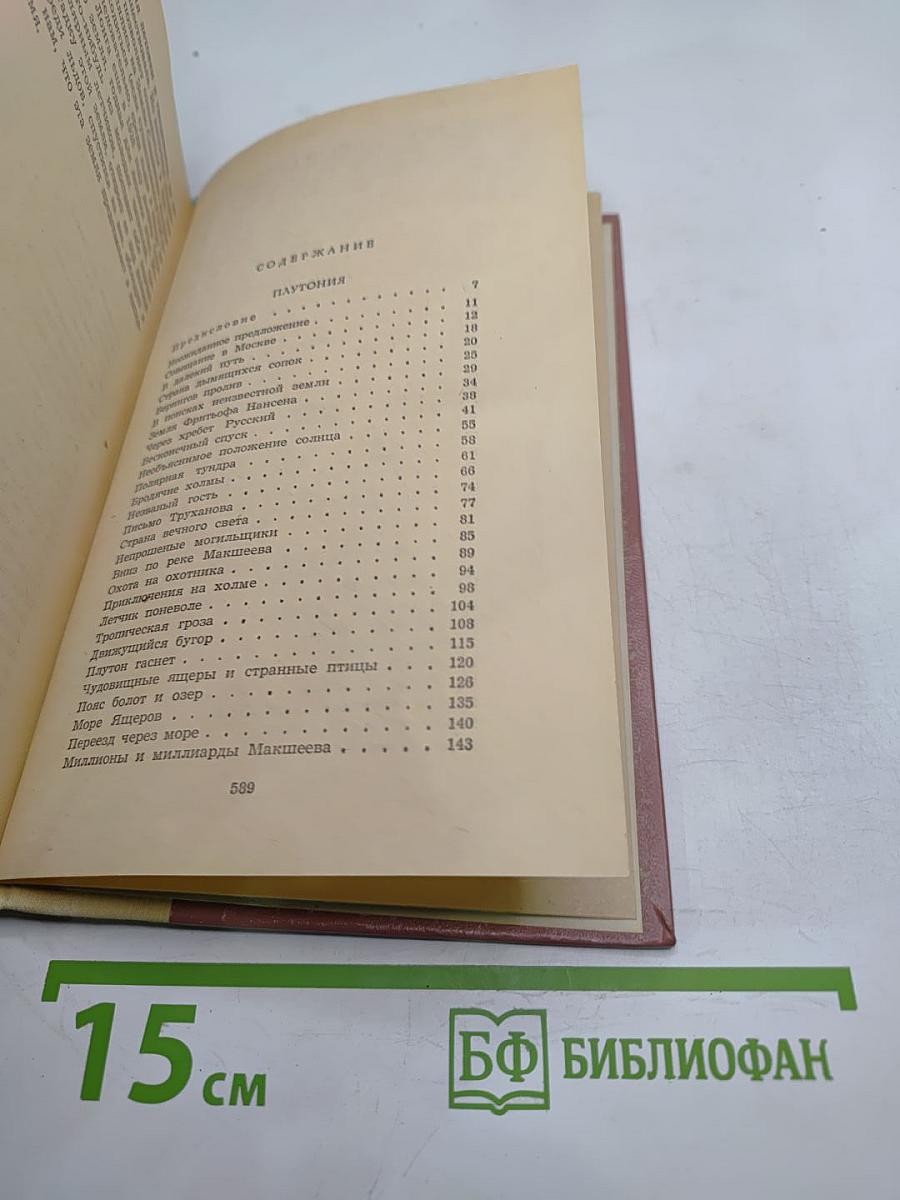 СОДЕРЖАНИЕ
ПЛУТОНИЯ
Предисловие . . . . . . . . . . 7
Неожиданное предложение . . . . . . . 11
Совещание в Москве . . . . . . . . 12
В далекий путь . . . . . . . . . 18
Страна дымящихся сопок . . . . . . . 20
Берингов пролив . . . . . . . . . 25
В поисках неизвестной земли . . . . . . 29
Земля Фритьофа Нансена . . . . . . . 34
Через хребет Русский . . . . . . . . 38
Бесконечный спуск . . . . . . . . . 41
Необъяснимое положение солнца . . . . . . 55
Полярная тундра . . . . . . . . . 58
Бродячие холмы . . . . . . . . . . 61
Незваный гость . . . . . . . . . . 66
Письмо Труханова . . . . . . . . . 74
Страна вечного света . . . . . . . . 77
Непрошеные могильщики . . . . . . . . 81
Вниз по реке Макшеева . . . . . . . . 85
Охота на охотника . . . . . . . . . 89
Приключения на холме . . . . . . . . 94
Летчик поневоле . . . . . . . . . . 98
Тропическая гроза . . . . . . . . . 104
Движущийся бугор . . . . . . . . . 108
Плутон гаснет . . . . . . . . . . 115
Чудовищные ящеры и странные птицы . . . 120
Пояс болот и озер . . . . . . . . . 126
Море Ящеров . . . . . . . . . . . 135
Переезд через море . . . . . . . . . 140
Миллионы и миллиарды Макшеева . . . . . 143
589
15 см
БФ БИБЛИОФАН